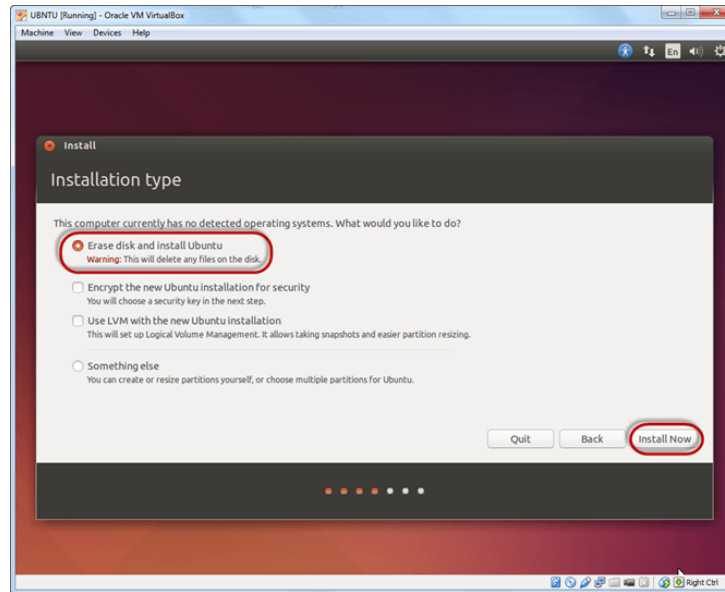 UBNTU [Running] - Oracle VM VirtualBox
Machine View Devices Help
En
Install
Installation type
This computer currently has no detected operating systems. What would you like to do?
Erase disk and install Ubuntu
Warning: This will delete any files on the disk.
Encrypt the new Ubuntu installation for security
You will choose a security key in the next step.
Use LVM with the new Ubuntu installation
This will set up Logical Volume Management. It allows taking snapshots and easier partition resizing.
Something else
You can create or resize partitions yourself, or choose multiple partitions for Ubuntu.
Quit Back Install Now
Right Ctrl